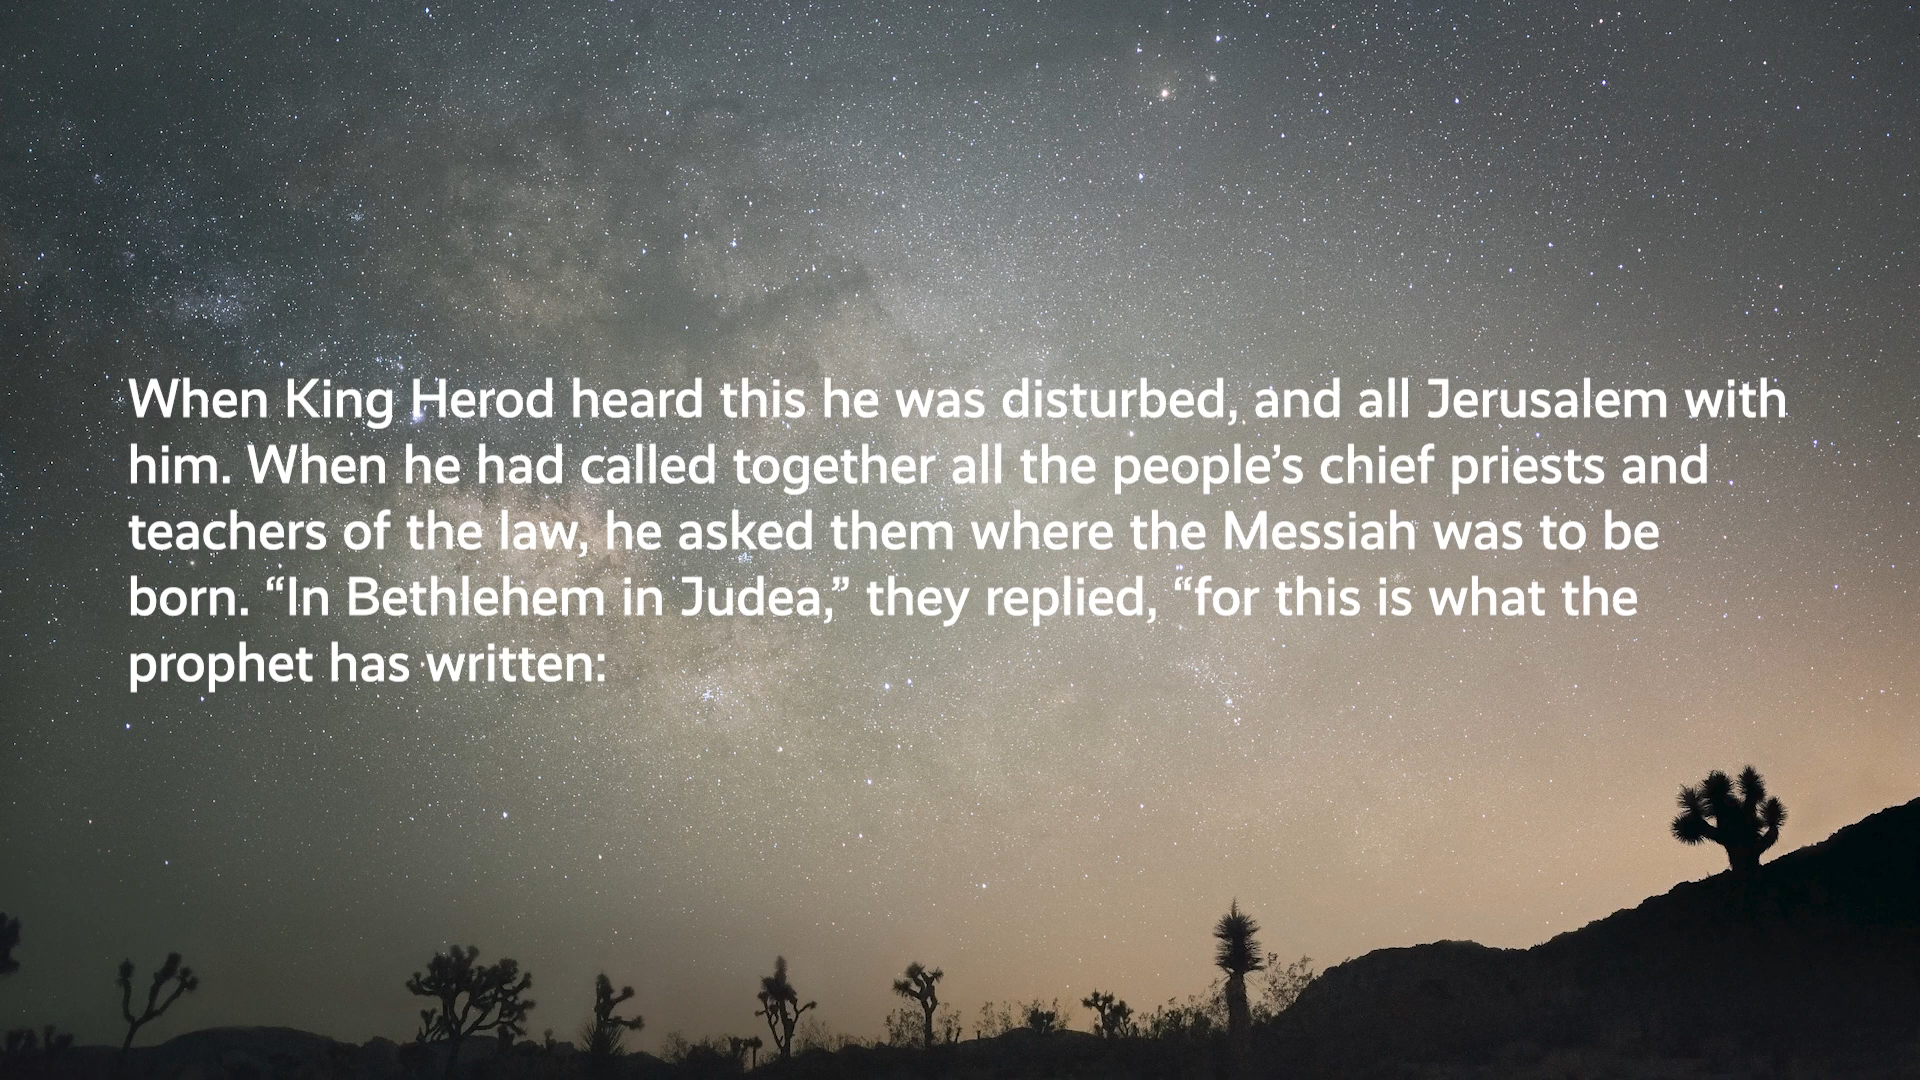 When King Herod heard this he was disturbed, and all Jerusalem with
him. When he had called together all the people’s chief priests and
teachers of the law, he asked them where the Messiah was to be
born. “In Bethlehem in Judea,” they replied, “for this is what the
prophet has written: